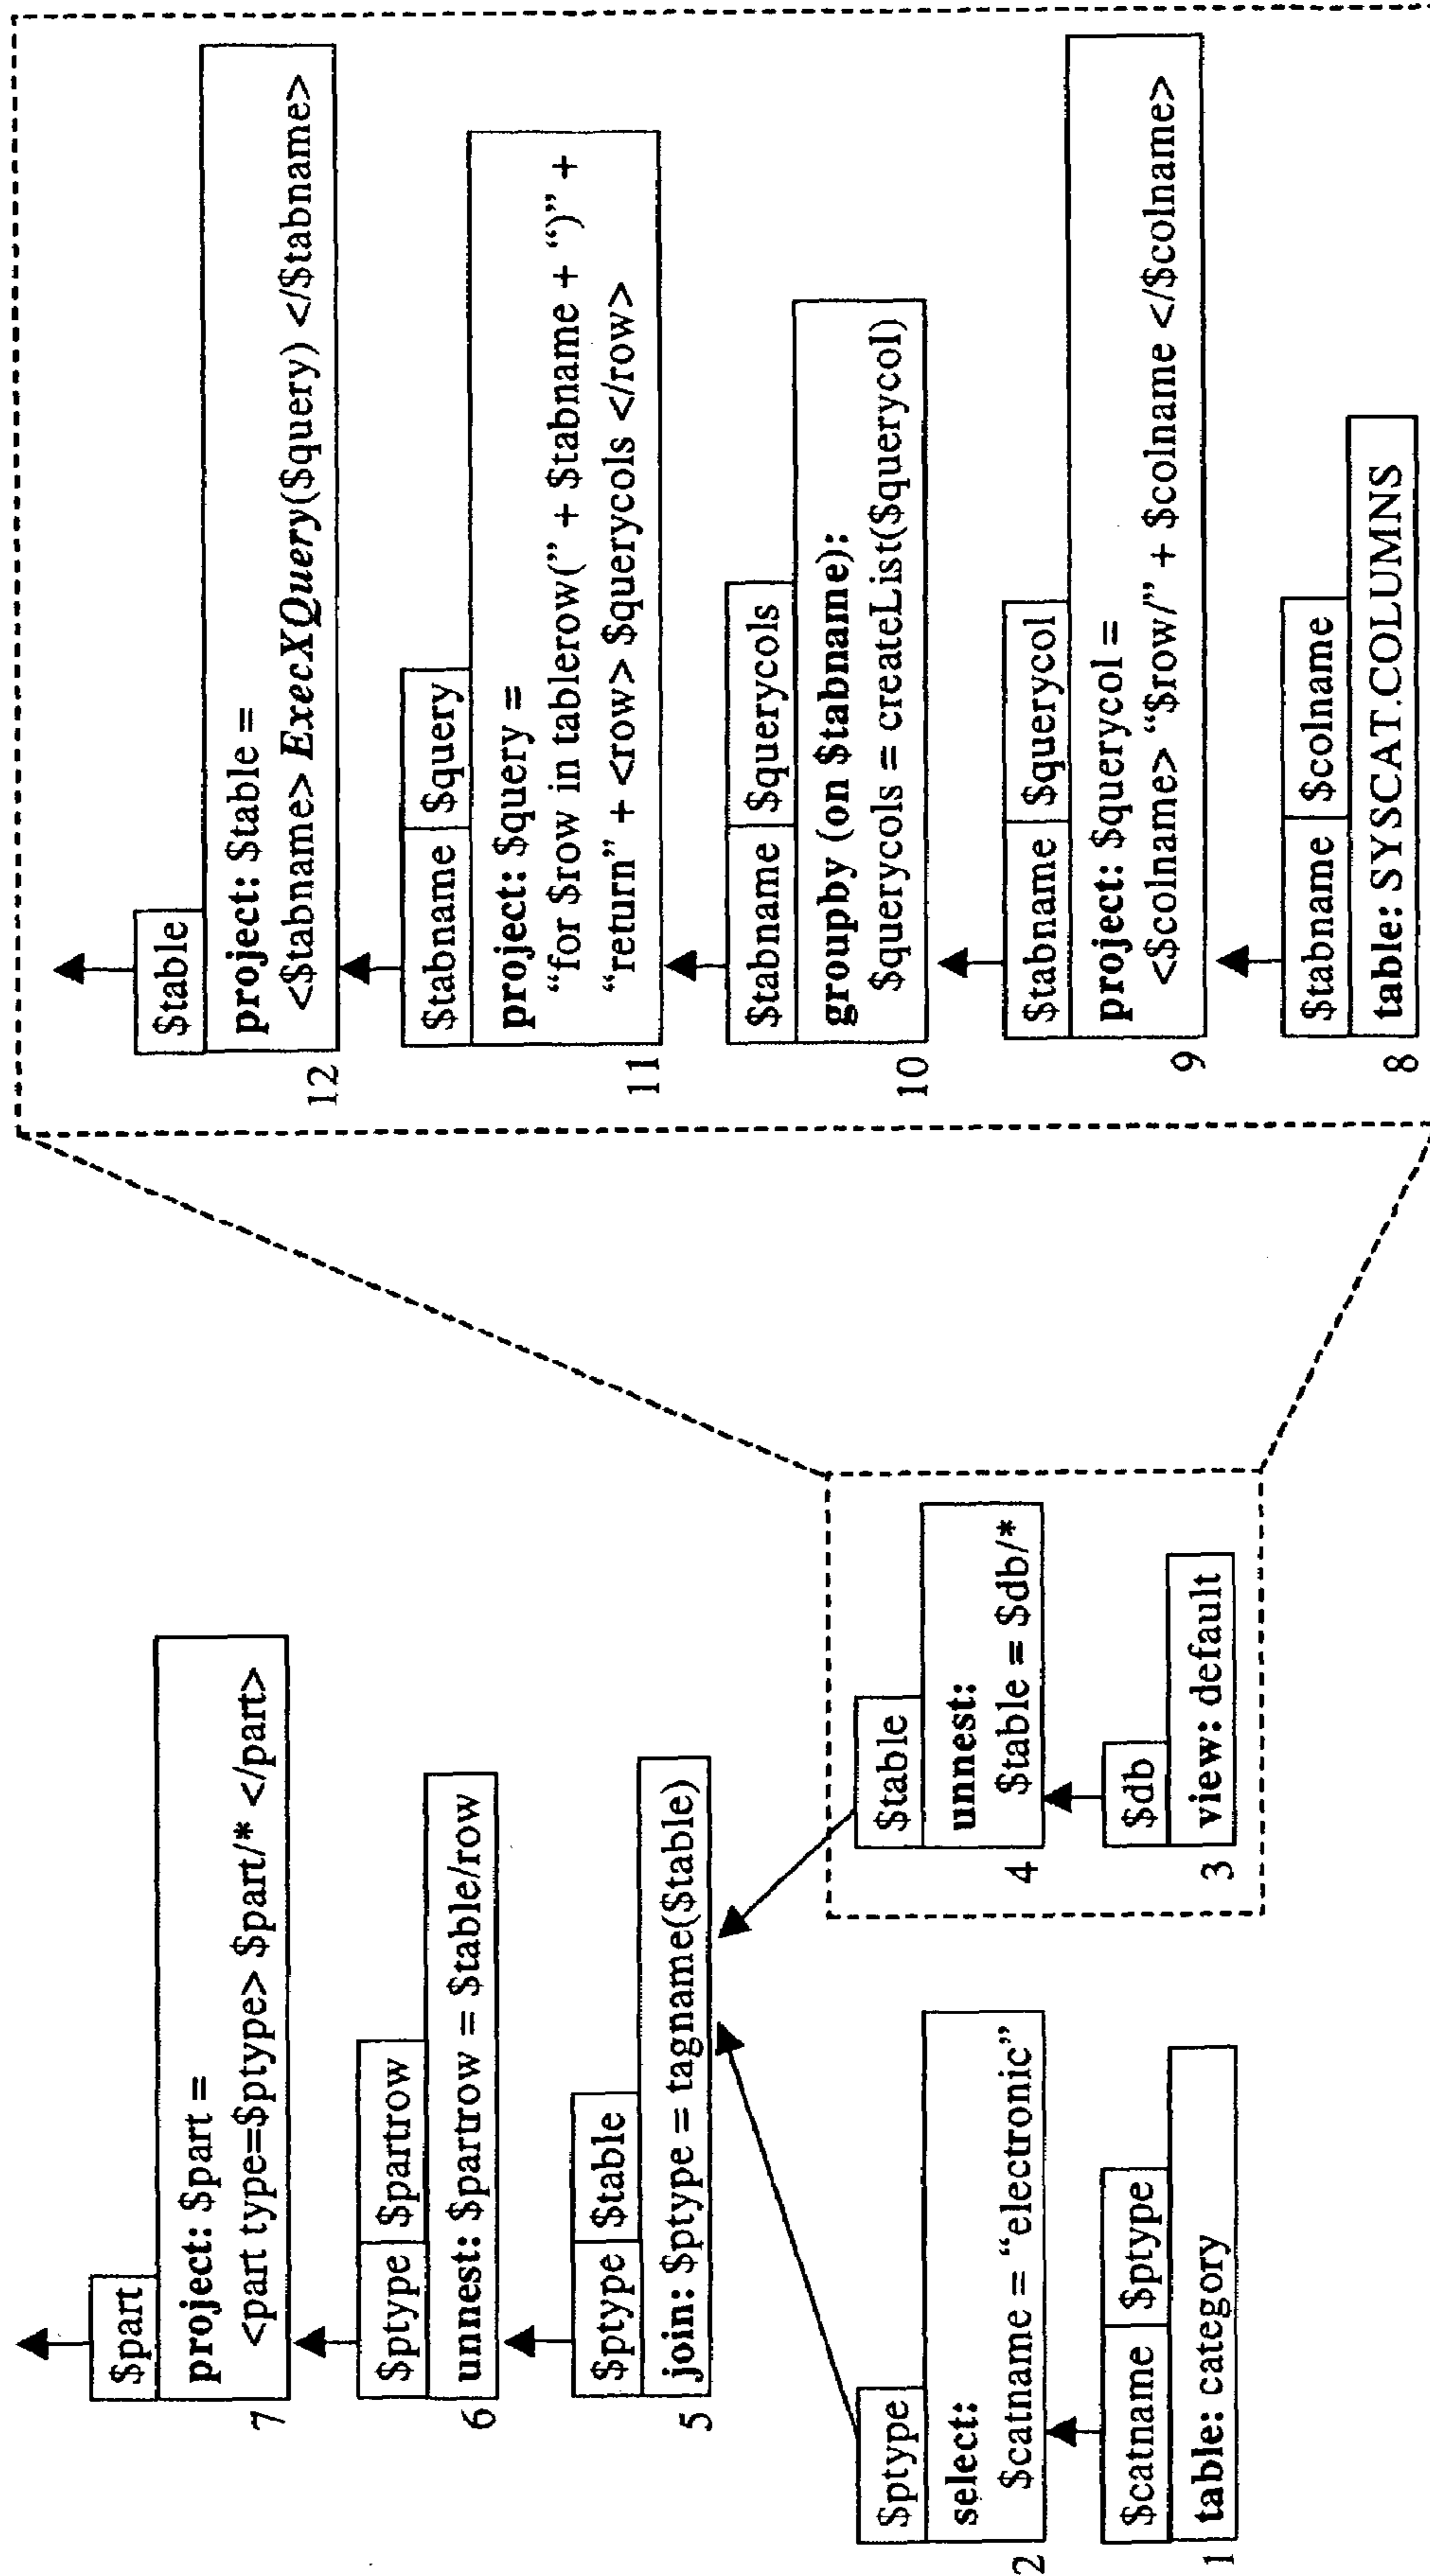 $part
project: $part =
<part type=$ptype> $part/* </part>
7
$ptype $partrow
unnest: $partrow = $table/row
6
$ptype $table
join: $ptype = tagname($table)
5
$ptype
select:
$catname = “electronic”
2
$catname $ptype
table: category
1
$table
unnest:
$table = $db/*
4
$db
view: default
3
$table
project: $table =
<$tabname> ExecXQuery($query) </$tabname>
12
$tabname $query
project: $query =
“for $row in tablerow(” + $tabname + “)” +
“return” + <row> $querycols </row>
11
$tabname $querycols
groupby (on $tabname):
$querycols = createList($querycol)
10
$tabname $querycol
project: $querycol =
<$colname> “$row/” + $colname </$colname>
9
$tabname $colname
table: SYSCAT.COLUMNS
8